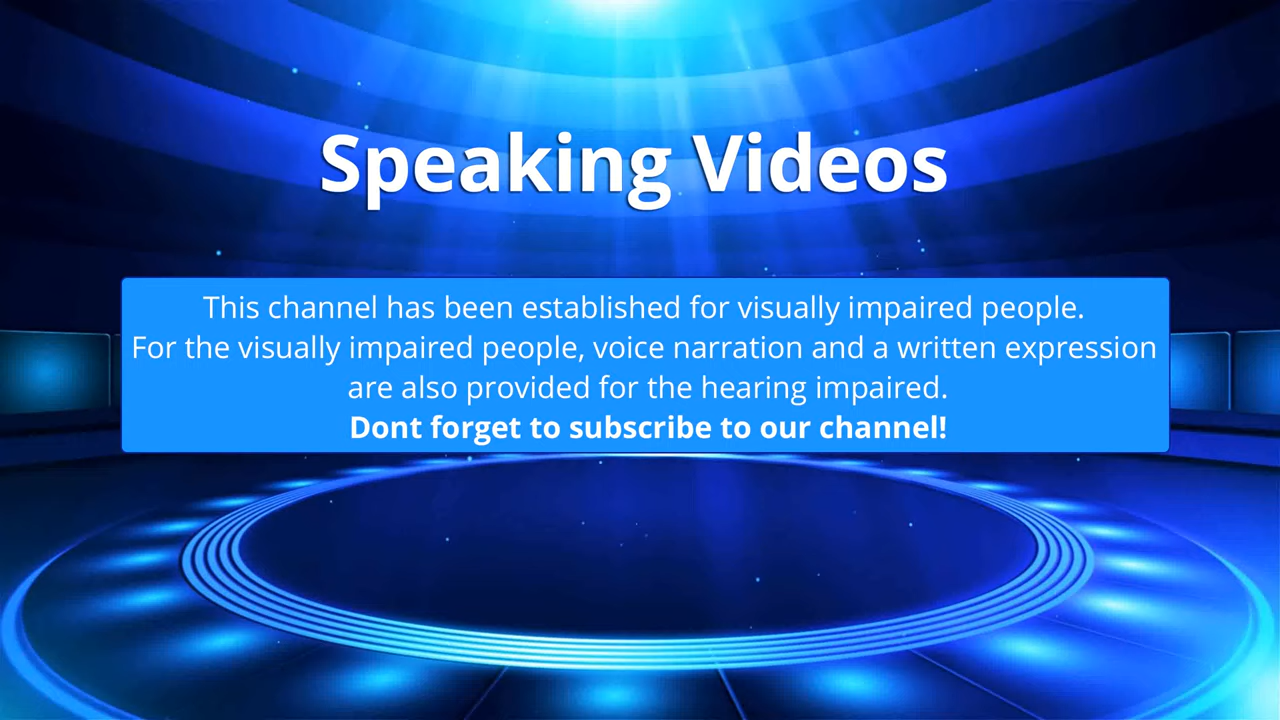 Speaking Videos
This channel has been established for visually impaired people.
For the visually impaired people, voice narration and a written expression
are also provided for the hearing impaired.
Dont forget to subscribe to our channel!